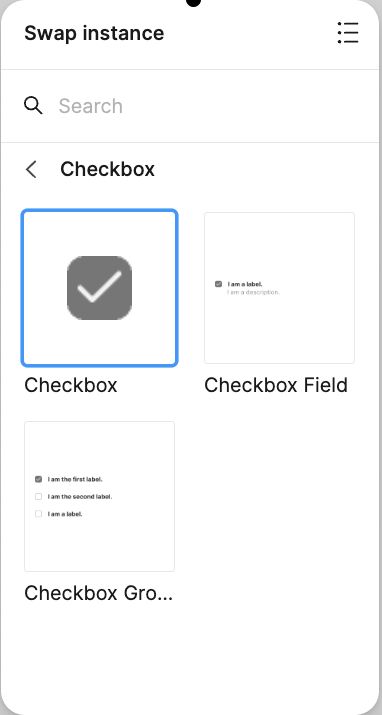 Swap instance
Search
Checkbox
I am a label.
I am a description.
Checkbox
Checkbox Field
I am the first label.
I am the second label.
I am a label.
Checkbox Gro...